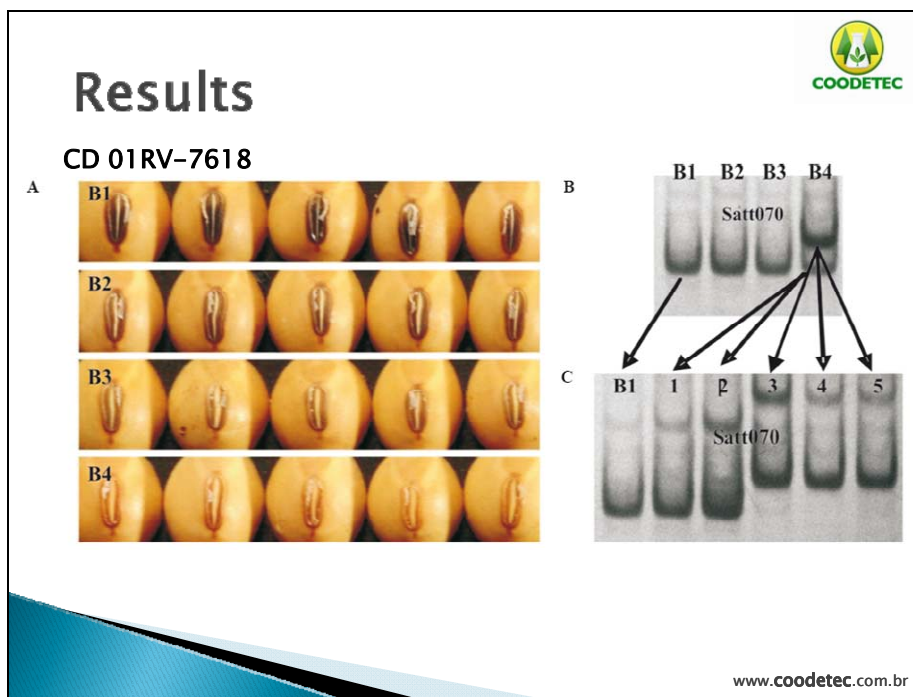 COODETEC
Results
CD 01RV-7618
A
B1
B2
B3
B4
B
B1 B2 B3 B4
Satt070
C
B1 1 2 3 4 5
Satt070
www.coodetec.com.br